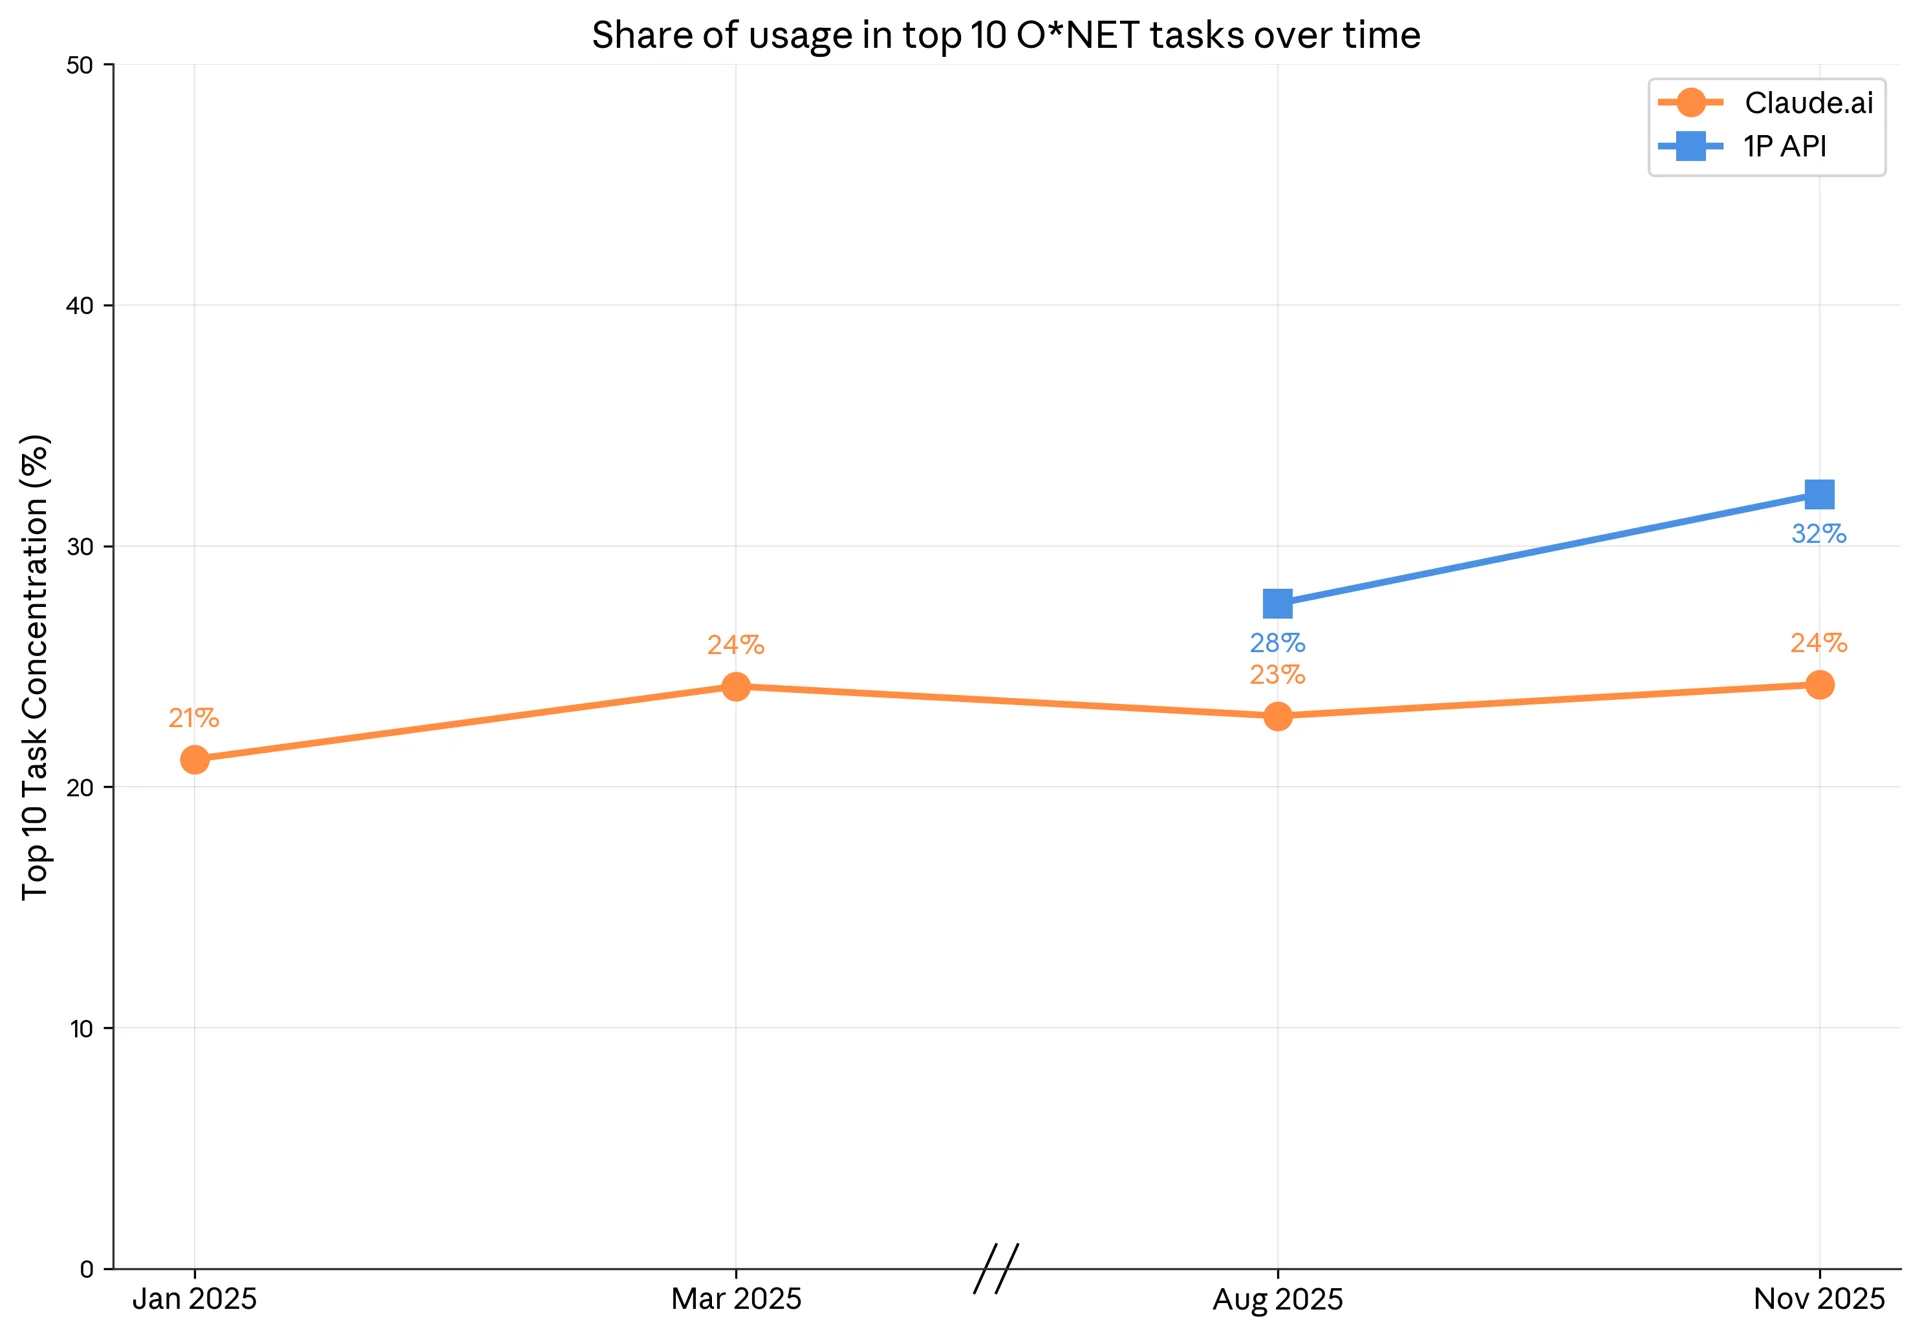 Share of usage in top 10 O*NET tasks over time
Claude.ai
1P API
Top 10 Task Concentration (%)
50
40
30
20
10
0
21%
24%
28%
23%
32%
24%
Jan 2025
Mar 2025
Aug 2025
Nov 2025